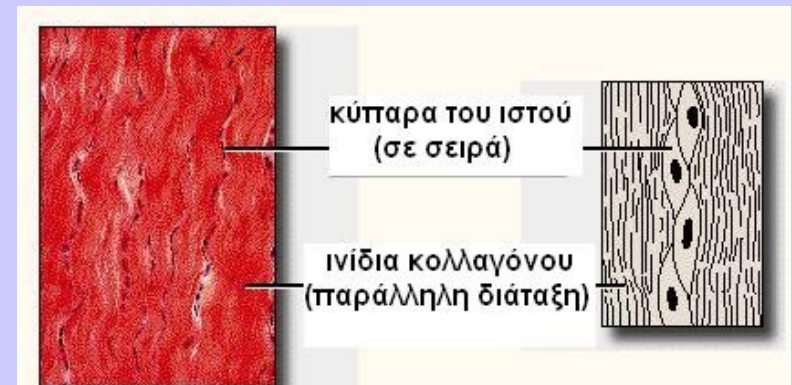 κύτταρα του ιστού
(σε σειρά)
ινίδια κολλαγόνου
(παράλληλη διάταξη)